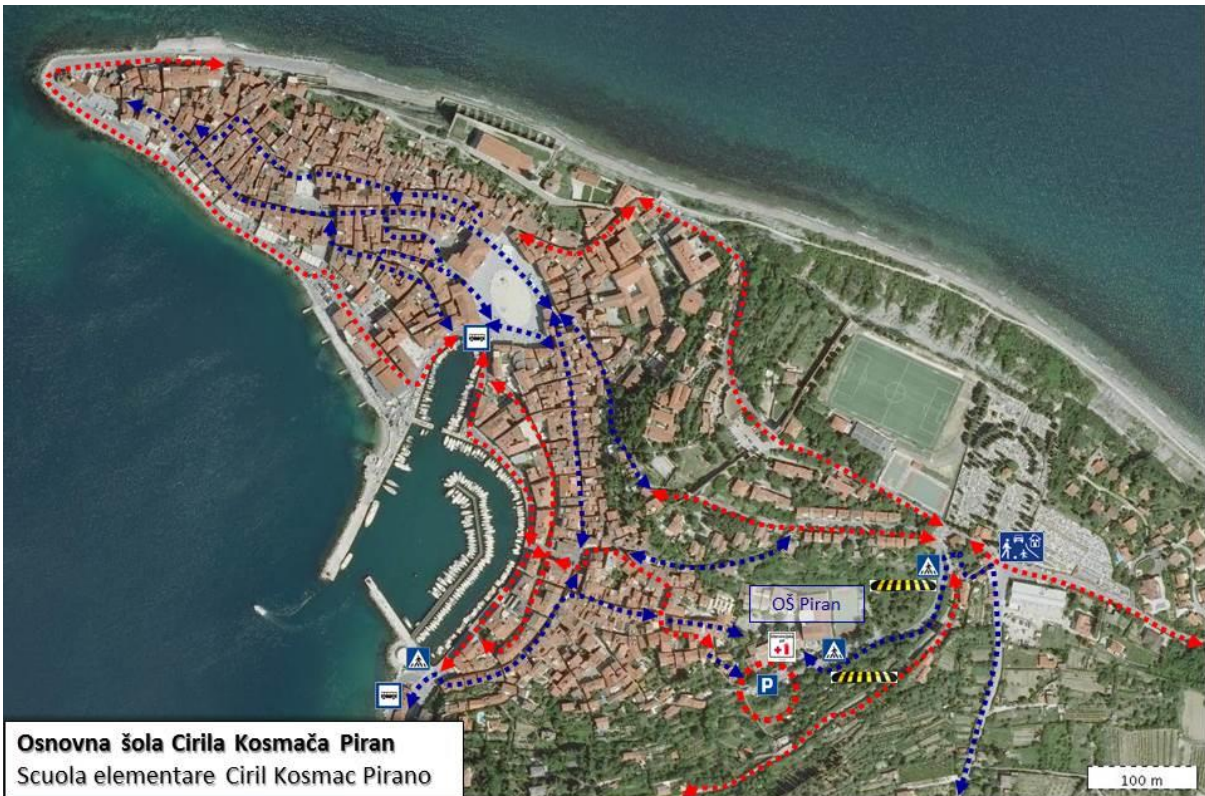 OŠ Piran
P
Osnovna šola Cirila Kosmača Piran
Scuola elementare Ciril Kosmac Pirano
100 m